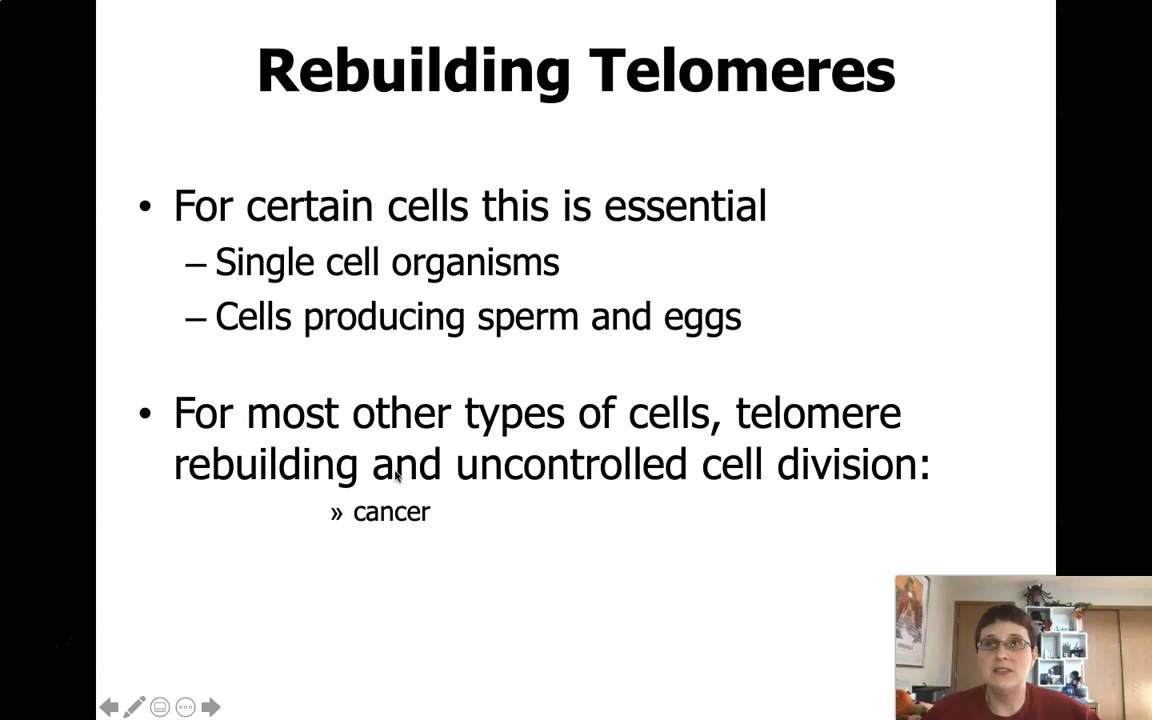 Rebuilding Telomeres
• For certain cells this is essential
– Single cell organisms
– Cells producing sperm and eggs
• For most other types of cells, telomere
rebuilding and uncontrolled cell division:
» cancer